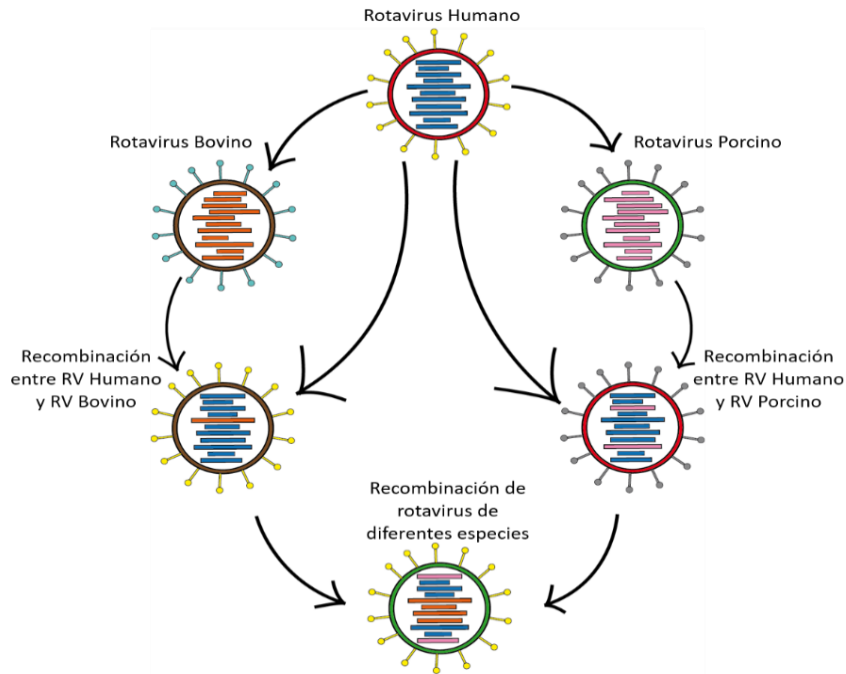 Rotavirus Humano
Rotavirus Bovino
Rotavirus Porcino
Recombinación
entre RV Humano
y RV Bovino
Recombinación
entre RV Humano
y RV Porcino
Recombinación de
rotavirus de
diferentes especies